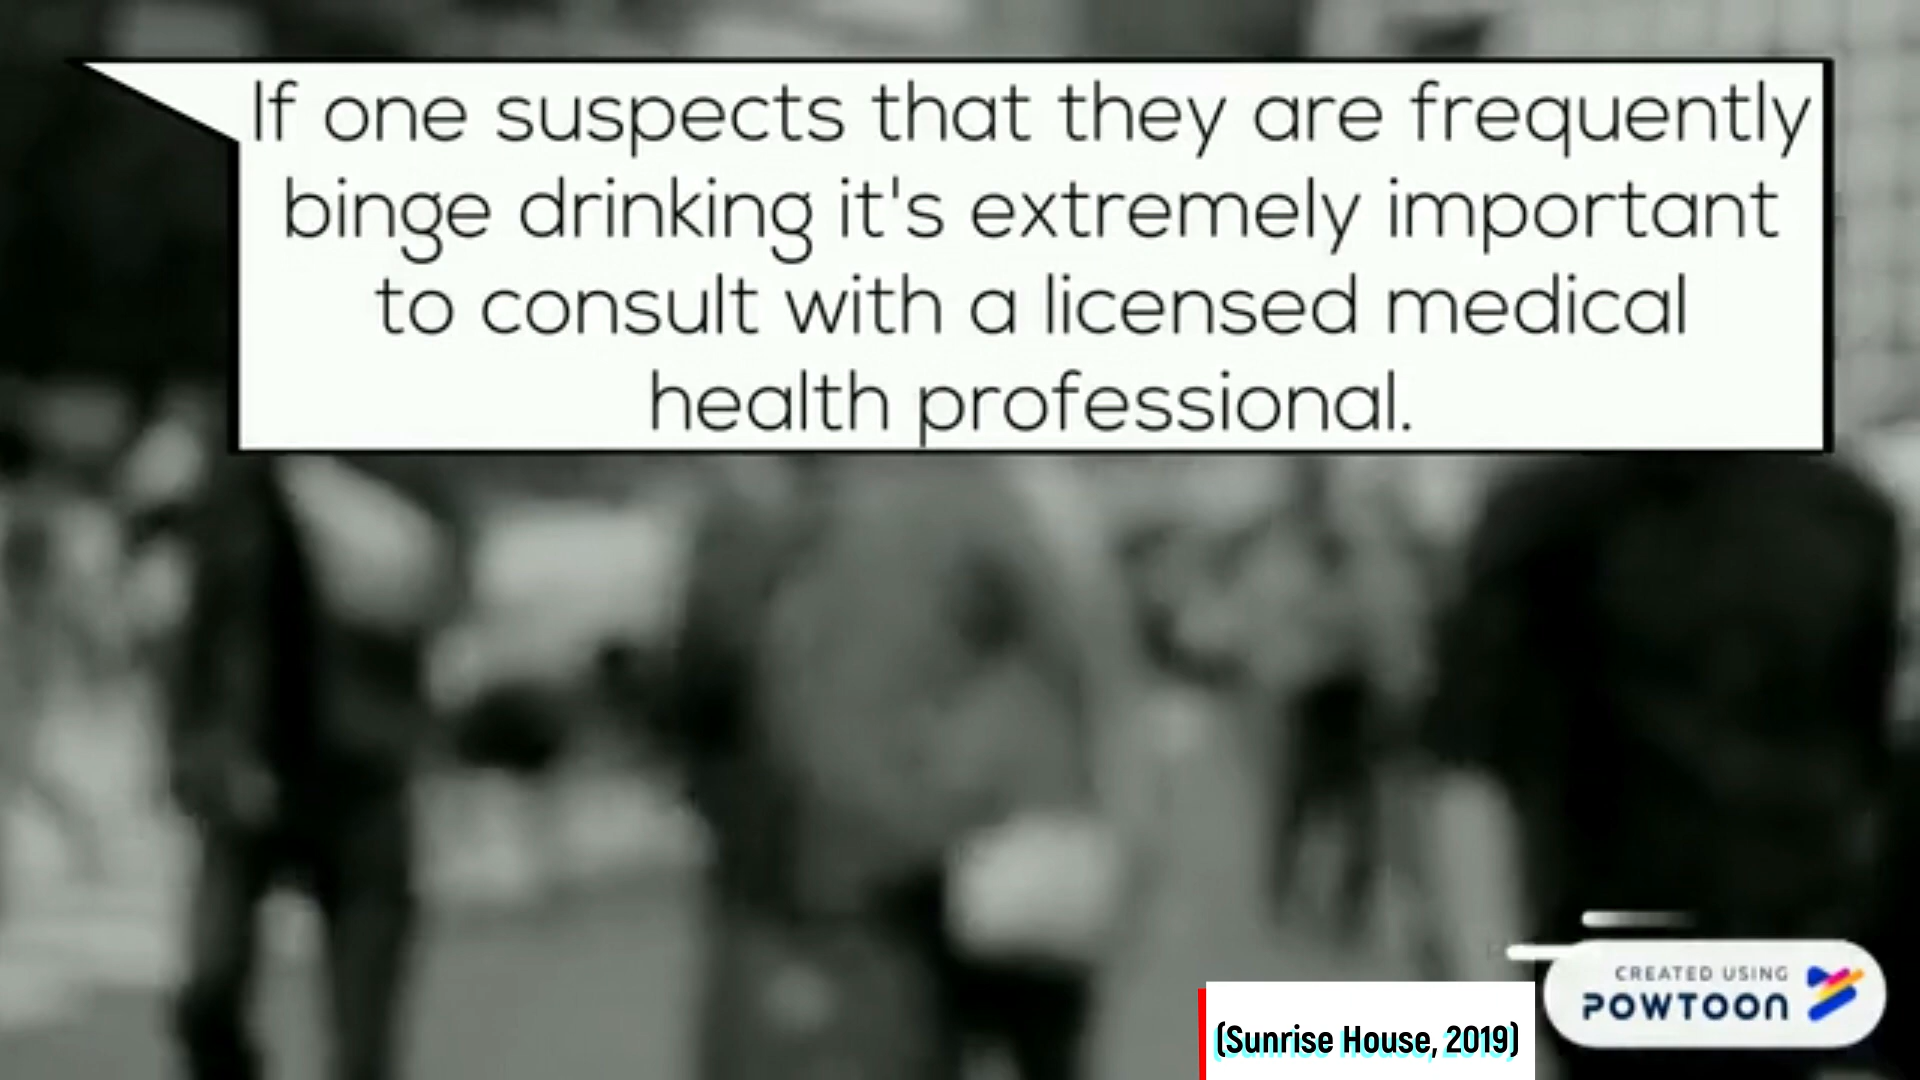 If one suspects that they are frequently
binge drinking it's extremely important
to consult with a licensed medical
health professional.
(Sunrise House, 2019)
CREATED USING
POWTOON